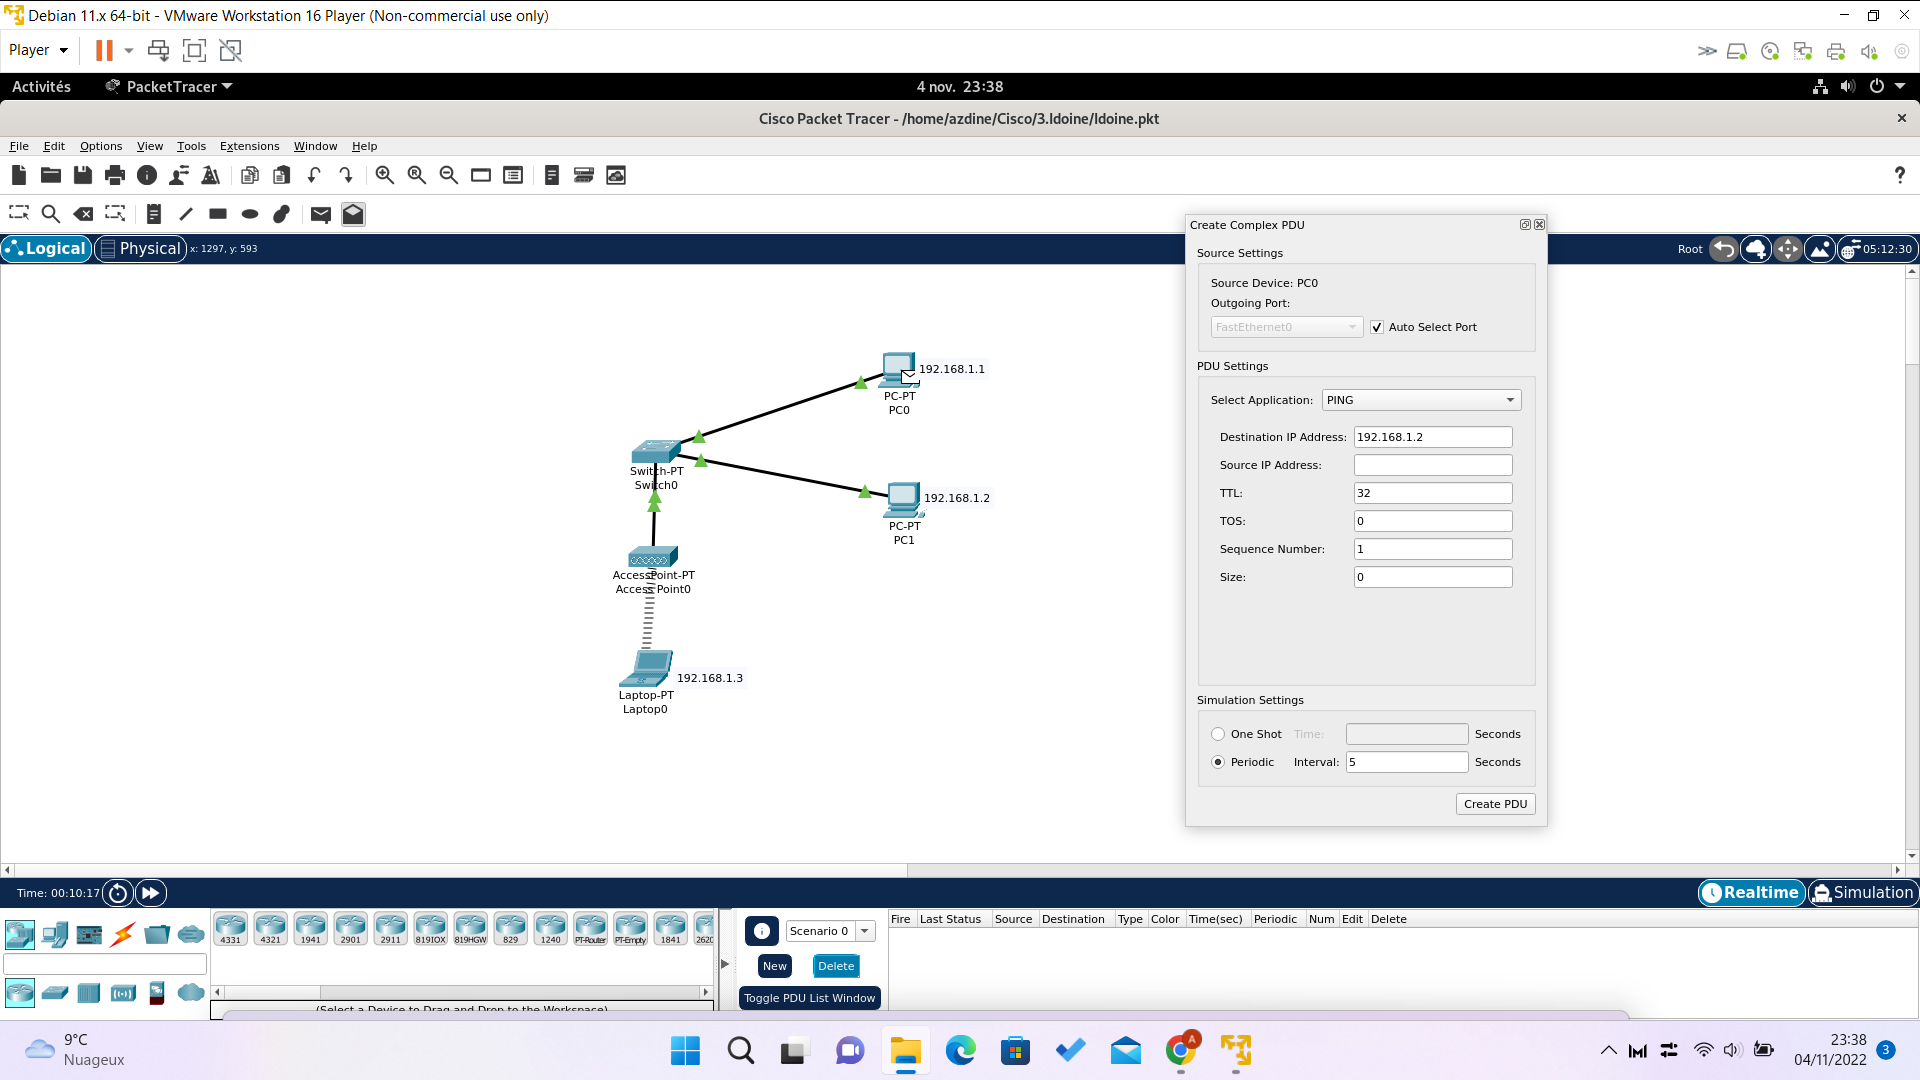 Debian 11.x 64-bit - VMware Workstation 16 Player (Non-commercial use only)
Player
Activités PacketTracer 4 nov. 23:38
Cisco Packet Tracer - /home/azdine/Cisco/3.Idoine/Idoine.pkt
File Edit Options View Tools Extensions Window Help
Logical Physical x: 1297, y: 593 Root 05:12:30
192.168.1.1
PC-PT
PC0
Switch-PT
Switch0
192.168.1.2
PC-PT
PC1
AccessPoint-PT
Access Point0
192.168.1.3
Laptop-PT
Laptop0
Create Complex PDU
Source Settings
Source Device: PC0
Outgoing Port:
FastEthernet0 Auto Select Port
PDU Settings
Select Application: PING
Destination IP Address: 192.168.1.2
Source IP Address:
TTL: 32
TOS: 0
Sequence Number: 1
Size: 0
Simulation Settings
One Shot Time: Seconds
Periodic Interval: 5 Seconds
Create PDU
Time: 00:10:17 Realtime Simulation
4331 4321 1941 2901 2911 819IOX 819HGW 829 1240 PT-Router PT-Empty 1841 2620
(Select a Device to Drag and Drop to the Workspace)
Scenario 0
New Delete
Toggle PDU List Window
Fire Last Status Source Destination Type Color Time(sec) Periodic Num Edit Delete
9°C
Nuageux
A
23:38
04/11/2022
3